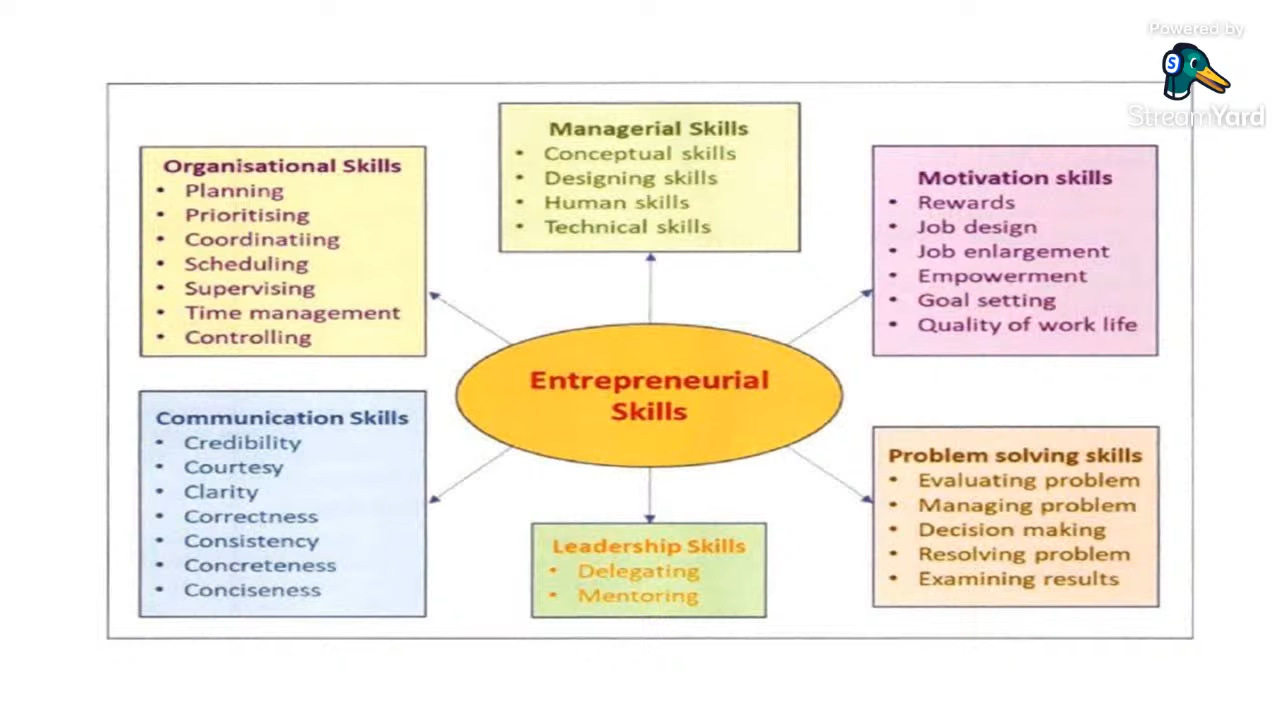 Powered by
StreamYard
Managerial Skills
• Conceptual skills
• Designing skills
• Human skills
• Technical skills
Organisational Skills
• Planning
• Prioritising
• Coordinatiing
• Scheduling
• Supervising
• Time management
• Controlling
Motivation skills
• Rewards
• Job design
• Job enlargement
• Empowerment
• Goal setting
• Quality of work life
Entrepreneurial
Skills
Communication Skills
• Credibility
• Courtesy
• Clarity
• Correctness
• Consistency
• Concreteness
• Conciseness
Leadership Skills
• Delegating
• Mentoring
Problem solving skills
• Evaluating problem
• Managing problem
• Decision making
• Resolving problem
• Examining results